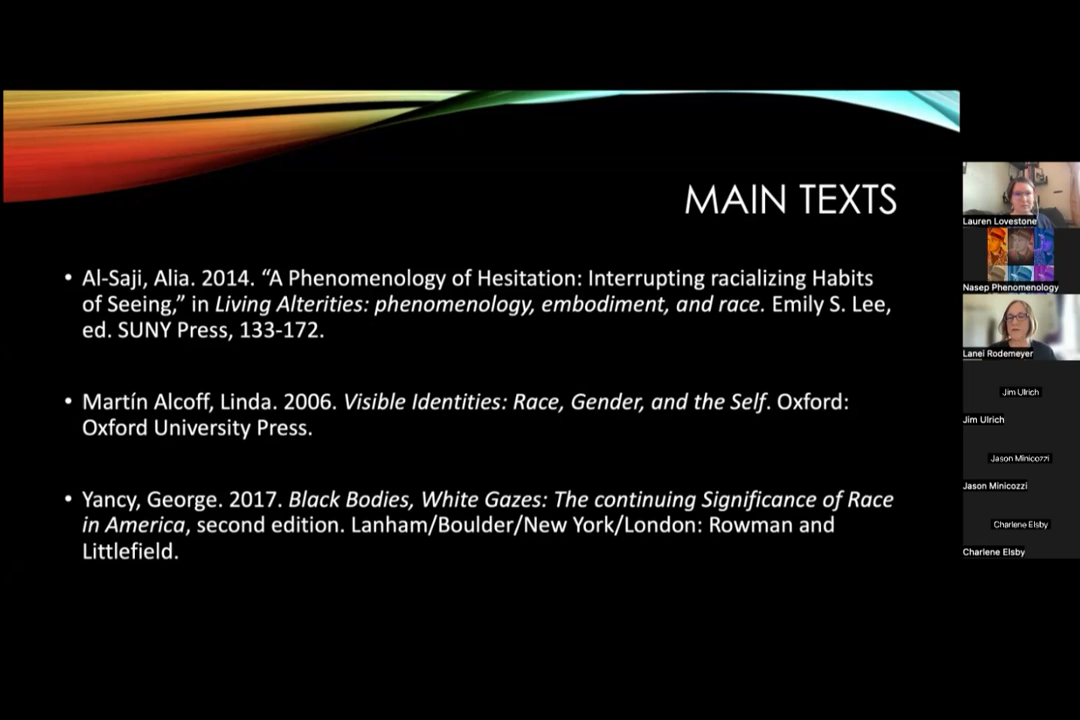 MAIN TEXTS
• Al-Saji, Alia. 2014. “A Phenomenology of Hesitation: Interrupting racializing Habits
of Seeing,” in Living Alterities: phenomenology, embodiment, and race. Emily S. Lee,
ed. SUNY Press, 133-172.
• Martín Alcoff, Linda. 2006. Visible Identities: Race, Gender, and the Self. Oxford:
Oxford University Press.
• Yancy, George. 2017. Black Bodies, White Gazes: The continuing Significance of Race
in America, second edition. Lanham/Boulder/New York/London: Rowman and
Littlefield.
Lauren Lovestone
Nasep Phenomenology
Lanei Rodemeyer
Jim Ulrich
Jim Ulrich
Jason Minicozzi
Jason Minicozzi
Charlene Elsby
Charlene Elsby